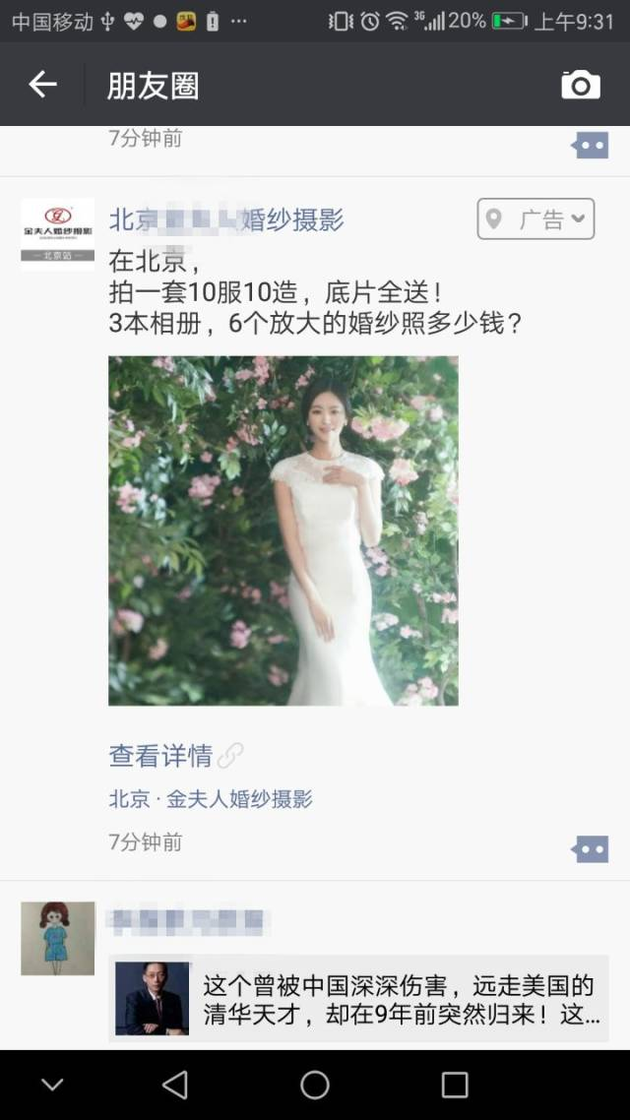 中国移动
3G
20%
上午9:31
朋友圈
7分钟前
金夫人婚纱摄影
北京站
北京
婚纱摄影
广告
在北京，
拍一套10服10造，底片全送！
3本相册，6个放大的婚纱照多少钱？
查看详情
北京·金夫人婚纱摄影
7分钟前
这个曾被中国深深伤害，远走美国的
清华天才，却在9年前突然归来！这...